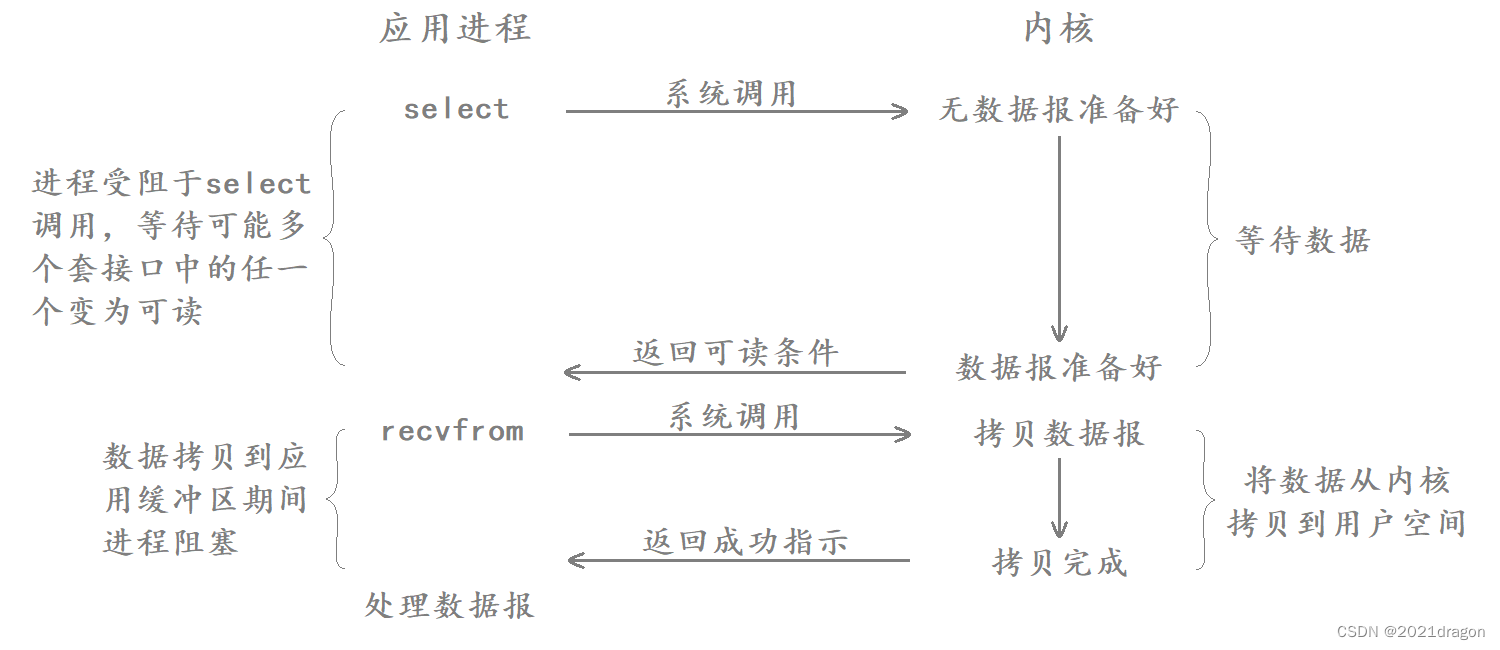 应用进程
内核
select
系统调用
无数据报准备好
进程受阻于select
调用，等待可能多
个套接口中的任一
个变为可读
等待数据
返回可读条件
数据报准备好
recvfrom
系统调用
拷贝数据报
数据拷贝到应
用缓冲区期间
进程阻塞
将数据从内核
拷贝到用户空间
返回成功指示
拷贝完成
处理数据报
CSDN @2021dragon